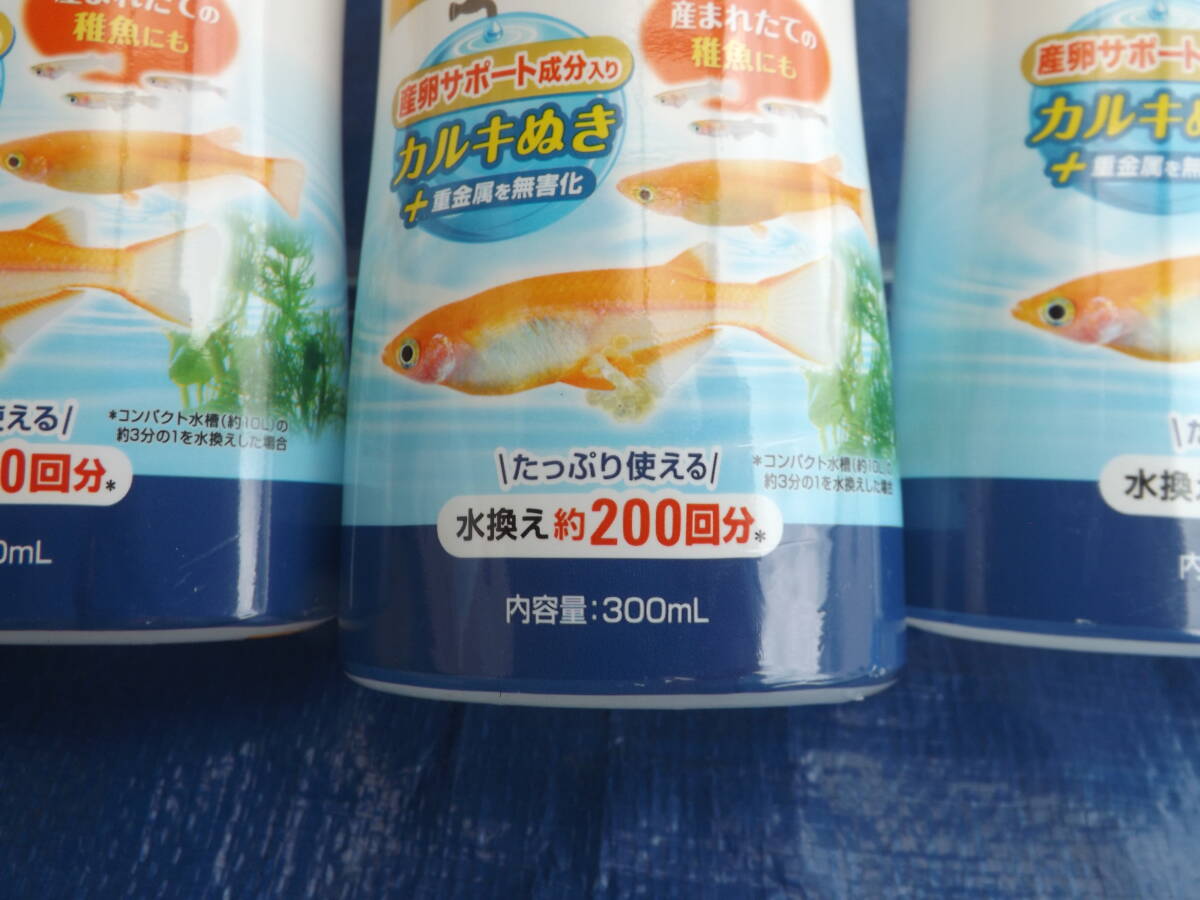 産まれたての
稚魚にも
使える/
*コンパクト水槽(約10L)の
約3分の1を水換えした場合
0回分*
0mL
産まれたての
稚魚にも
産卵サポート成分入り
カルキぬき
+重金属を無害化
\たっぷり使える/
*コンパクト水槽(約10L)の
約3分の1を水換えした場合
水換え約200回分*
内容量:300mL
産卵サポート
カルキぬ
+重金属を無
\た
水換
内